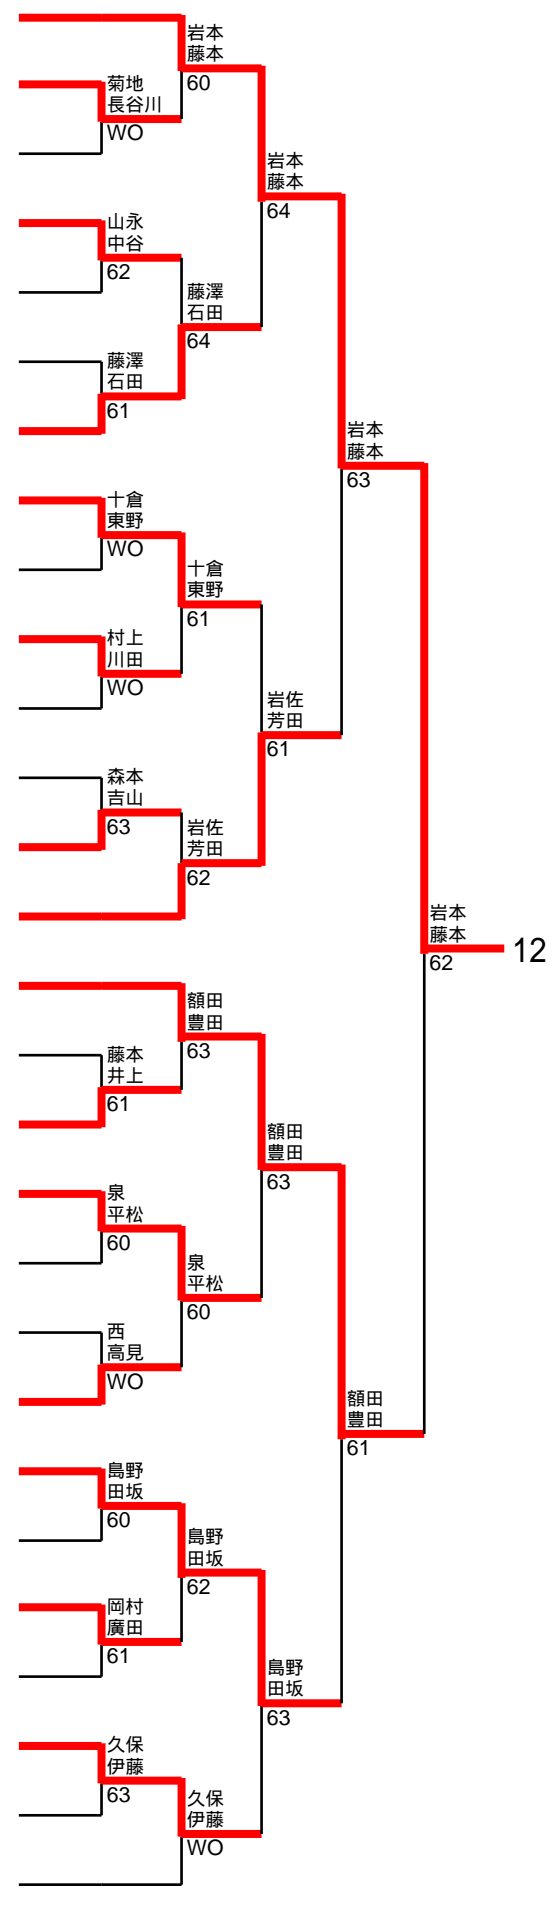 岩本
藤本
60
菊地
長谷川
WO
岩本
藤本
64
山永
中谷
62
藤澤
石田
64
藤澤
石田
61
岩本
藤本
63
十倉
東野
WO
十倉
東野
61
村上
川田
WO
岩佐
芳田
61
森本
吉山
63
岩佐
芳田
62
岩本
藤本
62
12
額田
豊田
63
藤本
井上
61
額田
豊田
63
泉
平松
60
泉
平松
60
西
高見
WO
額田
豊田
61
島野
田坂
60
島野
田坂
62
岡村
廣田
61
島野
田坂
63
久保
伊藤
63
久保
伊藤
WO